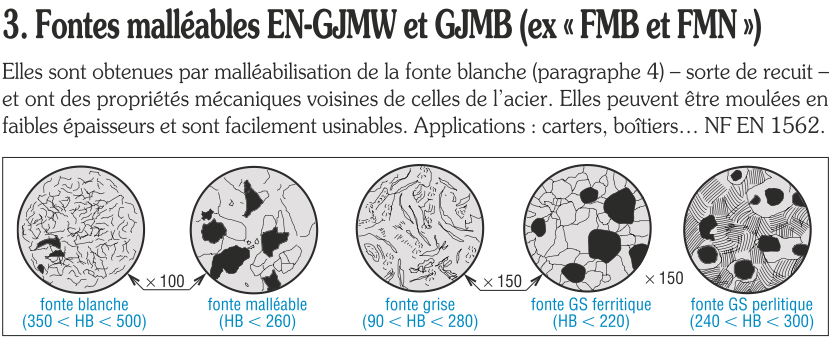 3. Fontes malléables EN-GJMW et GJMB (ex « FMB et FMN »)
Elles sont obtenues par malléabilisation de la fonte blanche (paragraphe 4) – sorte de recuit –
et ont des propriétés mécaniques voisines de celles de l’acier. Elles peuvent être moulées en
faibles épaisseurs et sont facilement usinables. Applications : carters, boîtiers… NF EN 1562.
× 100
× 150
× 150
fonte blanche
(350 < HB < 500)
fonte malléable
(HB < 260)
fonte grise
(90 < HB < 280)
fonte GS ferritique
(HB < 220)
fonte GS perlitique
(240 < HB < 300)